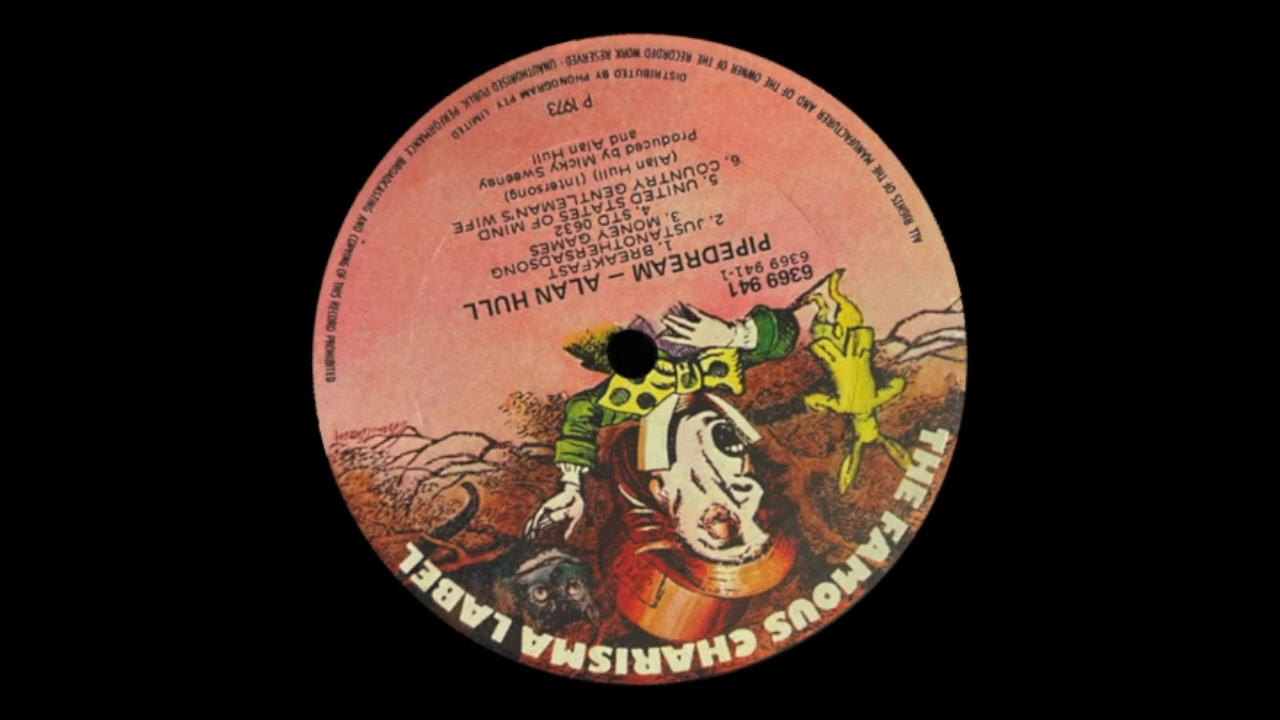 THE FAMOUS CHARISMA LABEL
6369 941
6369 941-1
PIPEDREAM — ALAN HULL
1. BREAKFAST
2. JUSTANOTHERSADSONG
3. MONEY GAMES
4. STD 0632
5. UNITED STATES OF MIND
6. COUNTRY GENTLEMAN'S WIFE
(Alan Hull) (Intersong)
Produced by Micky Sweeney
and Alan Hull
P 1973
DISTRIBUTED BY PHONOGRAM PTY. LIMITED
ALL RIGHTS OF THE MANUFACTURER AND OF THE OWNER OF THE RECORDED WORK RESERVED · UNAUTHORISED PUBLIC PERFORMANCE BROADCASTING AND COPYING OF THIS RECORD PROHIBITED